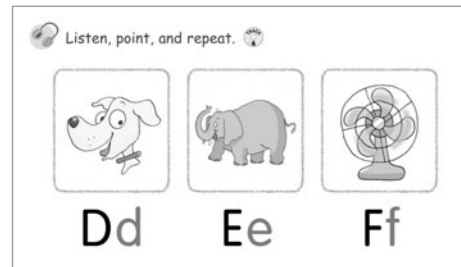 Listen, point, and repeat.
Dd Ee Ff